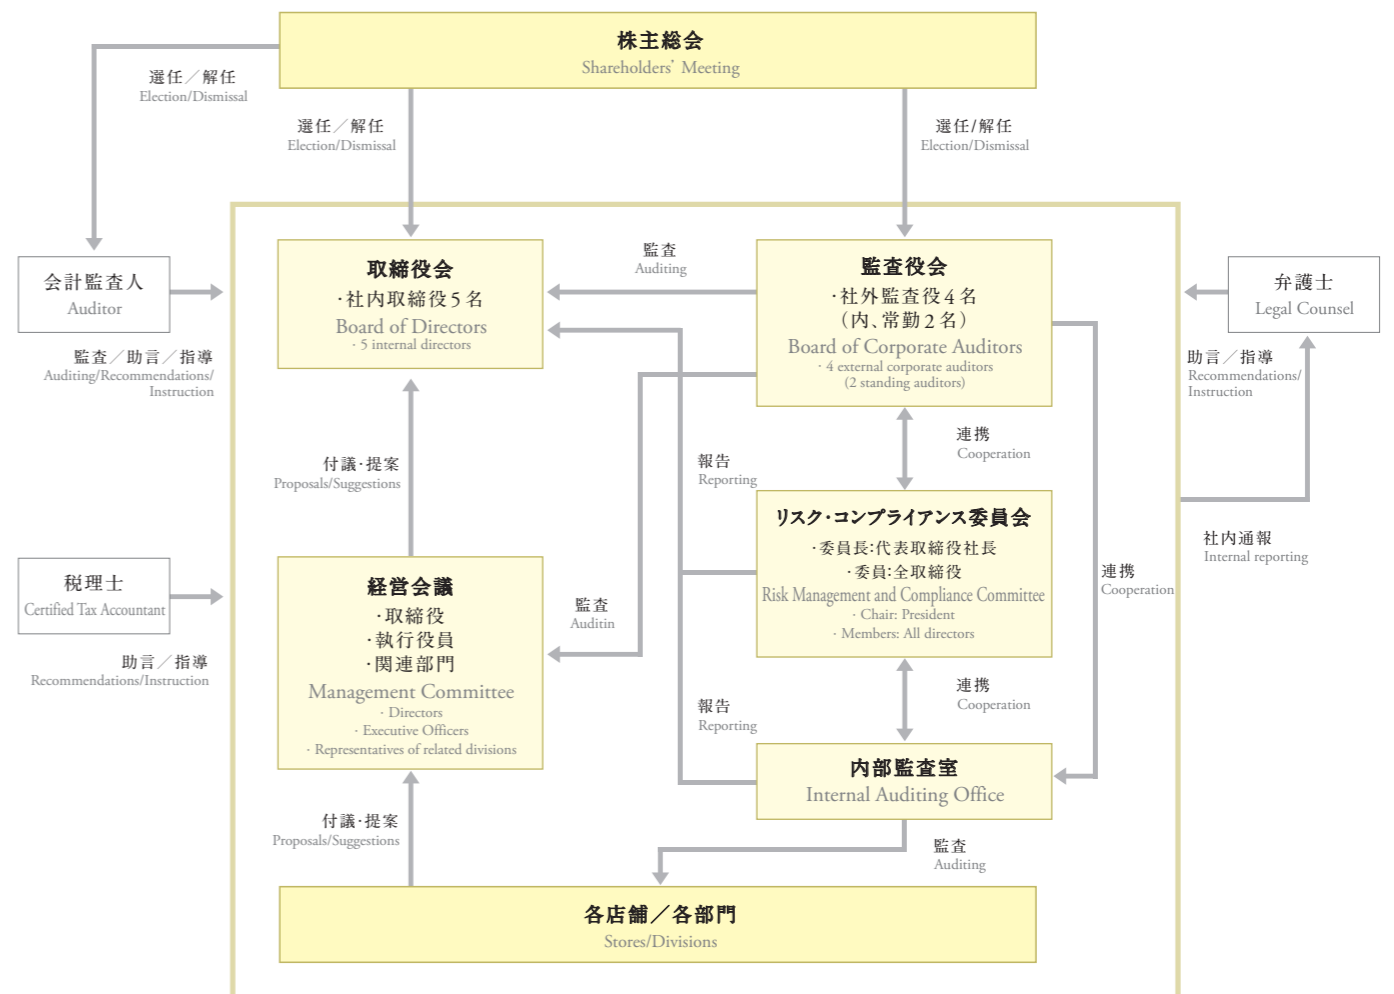 株主総会
Shareholders' Meeting
選任／解任
Election/Dismissal
選任／解任
Election/Dismissal
選任/解任
Election/Dismissal
会計監査人
Auditor
監査／助言／指導
Auditing/Recommendations/
Instruction
取締役会
·社内取締役5名
Board of Directors
· 5 internal directors
監査
Auditing
監査役会
·社外監査役4名
（内、常勤2名）
Board of Corporate Auditors
· 4 external corporate auditors
(2 standing auditors)
弁護士
Legal Counsel
助言／指導
Recommendations/
Instruction
付議·提案
Proposals/Suggestions
報告
Reporting
連携
Cooperation
リスク·コンプライアンス委員会
·委員長:代表取締役社長
·委員:全取締役
Risk Management and Compliance Committee
· Chair: President
· Members: All directors
社内通報
Internal reporting
連携
Cooperation
税理士
Certified Tax Accountant
助言／指導
Recommendations/Instruction
経営会議
·取締役
·執行役員
·関連部門
Management Committee
· Directors
· Executive Officers
· Representatives of related divisions
監査
Auditin
報告
Reporting
連携
Cooperation
内部監査室
Internal Auditing Office
付議·提案
Proposals/Suggestions
監査
Auditing
各店舗／各部門
Stores/Divisions